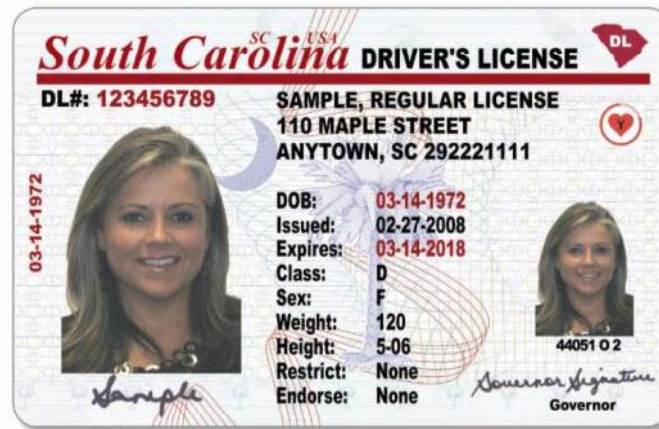 South Carolina SC USA DRIVER'S LICENSE DL
DL#: 123456789
SAMPLE, REGULAR LICENSE
110 MAPLE STREET
ANYTOWN, SC 292221111
Y
03-14-1972
DOB: 03-14-1972
Issued: 02-27-2008
Expires: 03-14-2018
Class: D
Sex: F
Weight: 120
Height: 5-06
Restrict: None
Endorse: None
Sample
44051 O 2
Governor Signature
Governor